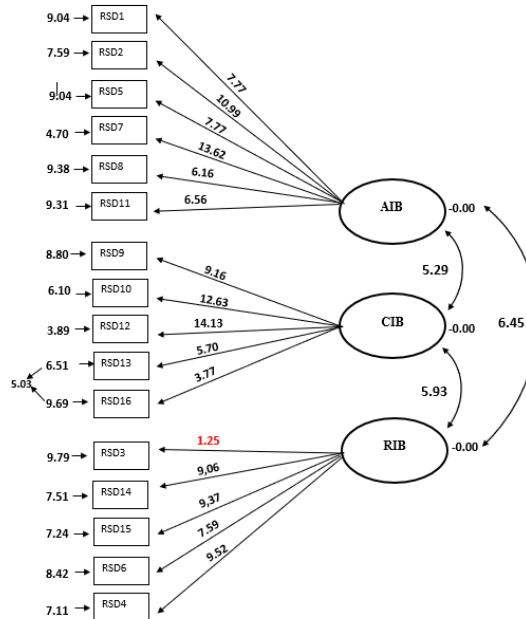 9.04 RSD1
7.59 RSD2
9.04 RSD5
4.70 RSD7
9.38 RSD8
9.31 RSD11
7.77
10.99
7.77
13.62
6.16
6.56
AIB -0.00
8.80 RSD9
6.10 RSD10
3.89 RSD12
6.51 RSD13
5.03
9.69 RSD16
9.16
12.63
14.13
5.70
3.77
CIB -0.00
5.29
6.45
5.93
9.79 RSD3
7.51 RSD14
7.24 RSD15
8.42 RSD6
7.11 RSD4
1.25
9,06
9,37
7.59
9.52
RIB -0.00